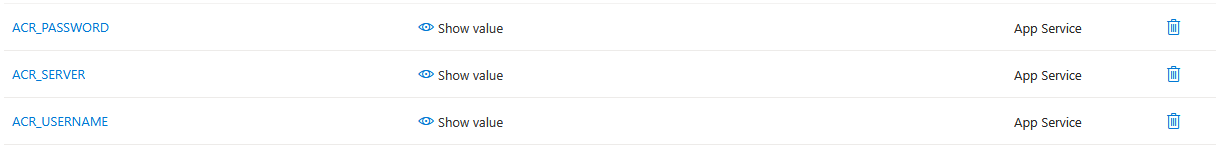 ACR_PASSWORD Show value App Service
ACR_SERVER Show value App Service
ACR_USERNAME Show value App Service